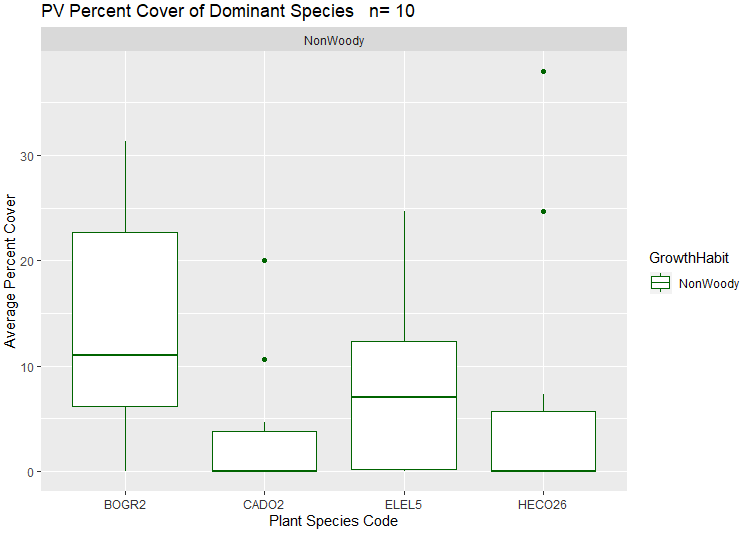 PV Percent Cover of Dominant Species   n= 10
NonWoody
Average Percent Cover
30
20
10
0
BOGR2
CADO2
ELEL5
HECO26
Plant Species Code
GrowthHabit
NonWoody